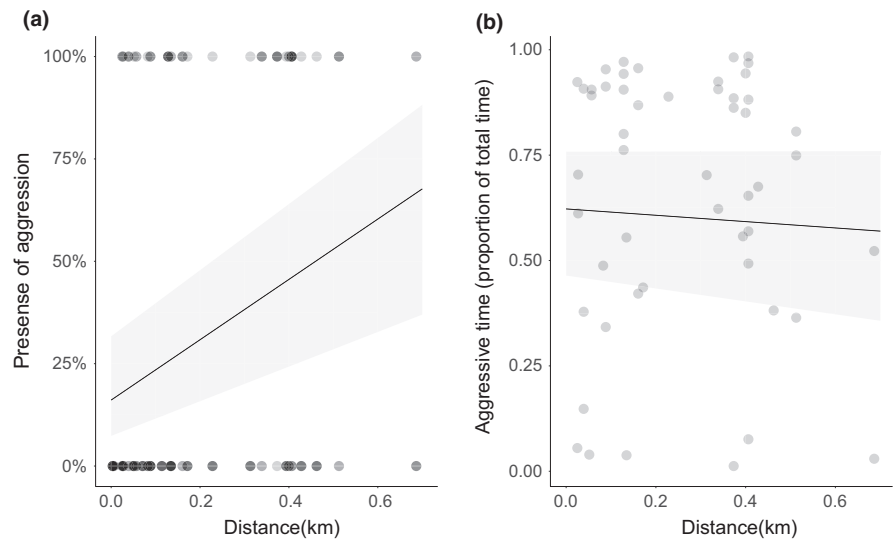 (a)
Presense of aggression
100%
75%
50%
25%
0%
0.0 0.2 0.4 0.6
Distance(km)
(b)
Aggressive time (proportion of total time)
1.00
0.75
0.50
0.25
0.00
0.0 0.2 0.4 0.6
Distance(km)